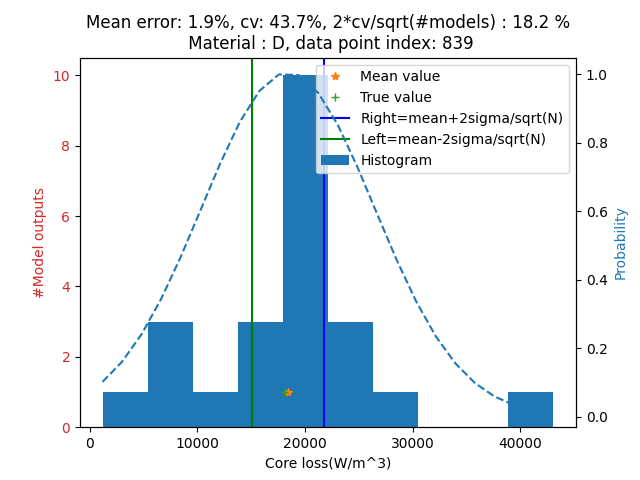 Mean error: 1.9%, cv: 43.7%, 2*cv/sqrt(#models) : 18.2 %
Material : D, data point index: 839
Mean value
True value
Right=mean+2sigma/sqrt(N)
Left=mean-2sigma/sqrt(N)
Histogram
10
8
6
4
2
0
#Model outputs
1.0
0.8
0.6
0.4
0.2
0.0
Probability
0 10000 20000 30000 40000
Core loss(W/m^3)